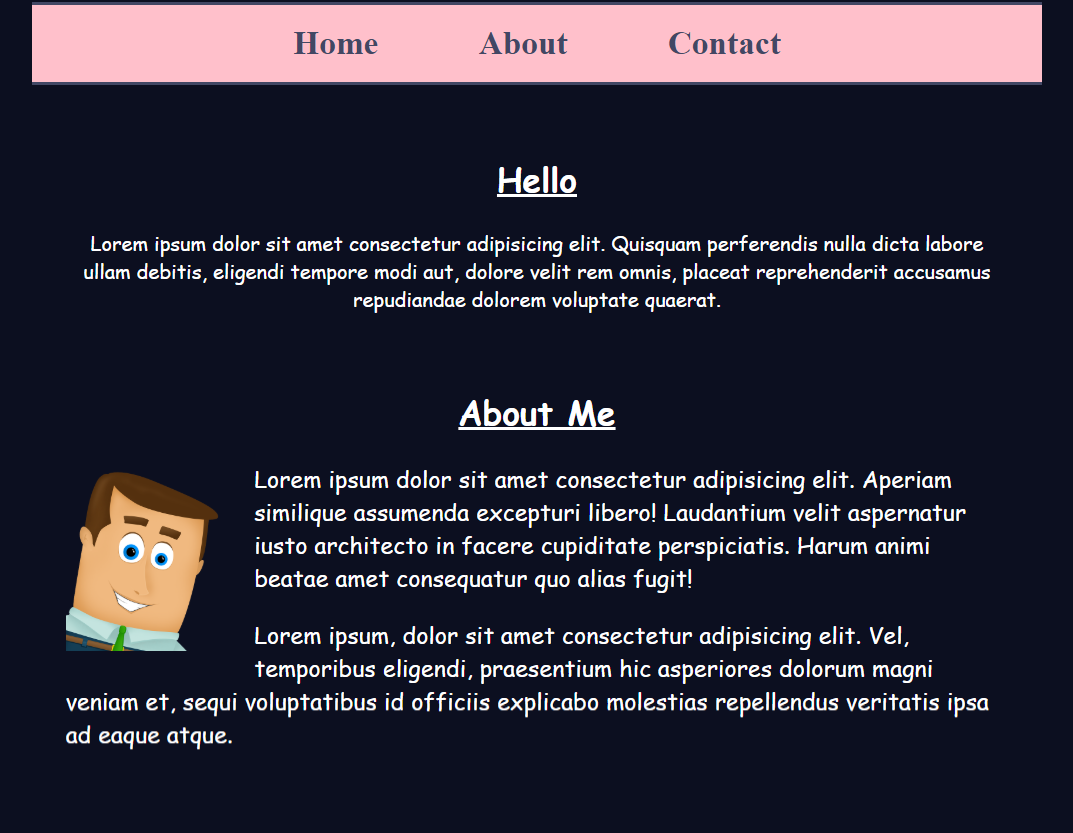 Home About Contact
Hello
Lorem ipsum dolor sit amet consectetur adipisicing elit. Quisquam perferendis nulla dicta labore
ullam debitis, eligendi tempore modi aut, dolore velit rem omnis, placeat reprehenderit accusamus
repudiandae dolorem voluptate quaerat.
About Me
Lorem ipsum dolor sit amet consectetur adipisicing elit. Aperiam
similique assumenda excepturi libero! Laudantium velit aspernatur
iusto architecto in facere cupiditate perspiciatis. Harum animi
beatae amet consequatur quo alias fugit!
Lorem ipsum, dolor sit amet consectetur adipisicing elit. Vel,
temporibus eligendi, praesentium hic asperiores dolorum magni
veniam et, sequi voluptatibus id officiis explicabo molestias repellendus veritatis ipsa
ad eaque atque.